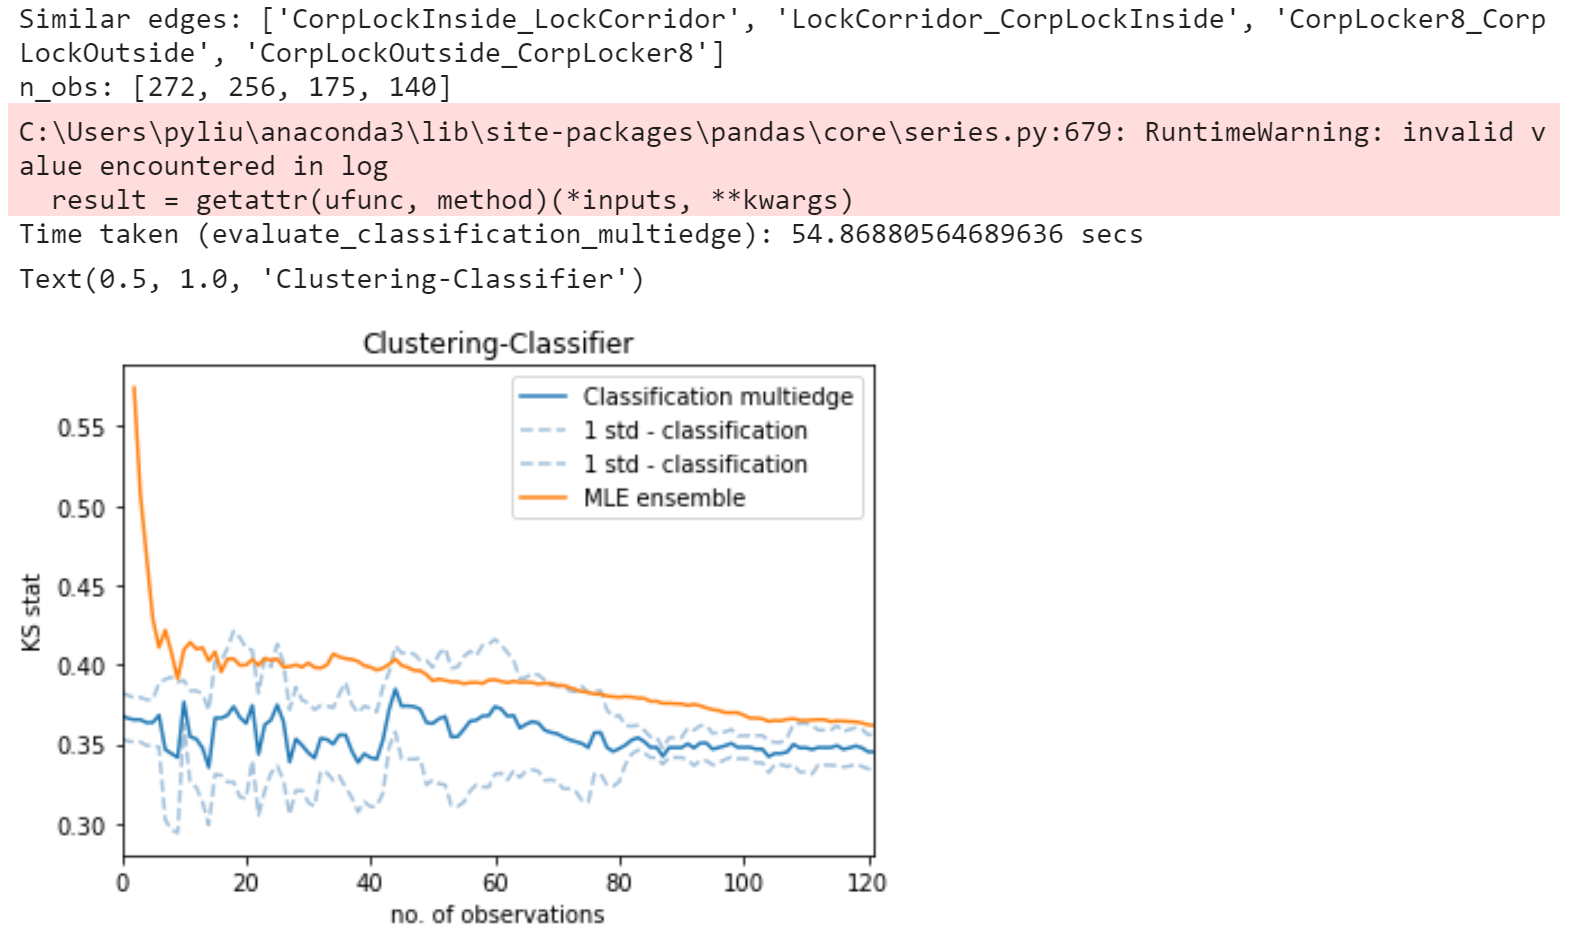 Similar edges: ['CorpLockInside_LockCorridor', 'LockCorridor_CorpLockInside', 'CorpLocker8_Corp
LockOutside', 'CorpLockOutside_CorpLocker8']
n_obs: [272, 256, 175, 140]
C:\Users\pyliu\anaconda3\lib\site-packages\pandas\core\series.py:679: RuntimeWarning: invalid v
alue encountered in log
  result = getattr(ufunc, method)(*inputs, **kwargs)
Time taken (evaluate_classification_multiedge): 54.86880564689636 secs
Text(0.5, 1.0, 'Clustering-Classifier')
Clustering-Classifier
Classification multiedge
1 std - classification
1 std - classification
MLE ensemble
KS stat
0.55
0.50
0.45
0.40
0.35
0.30
0 20 40 60 80 100 120
no. of observations